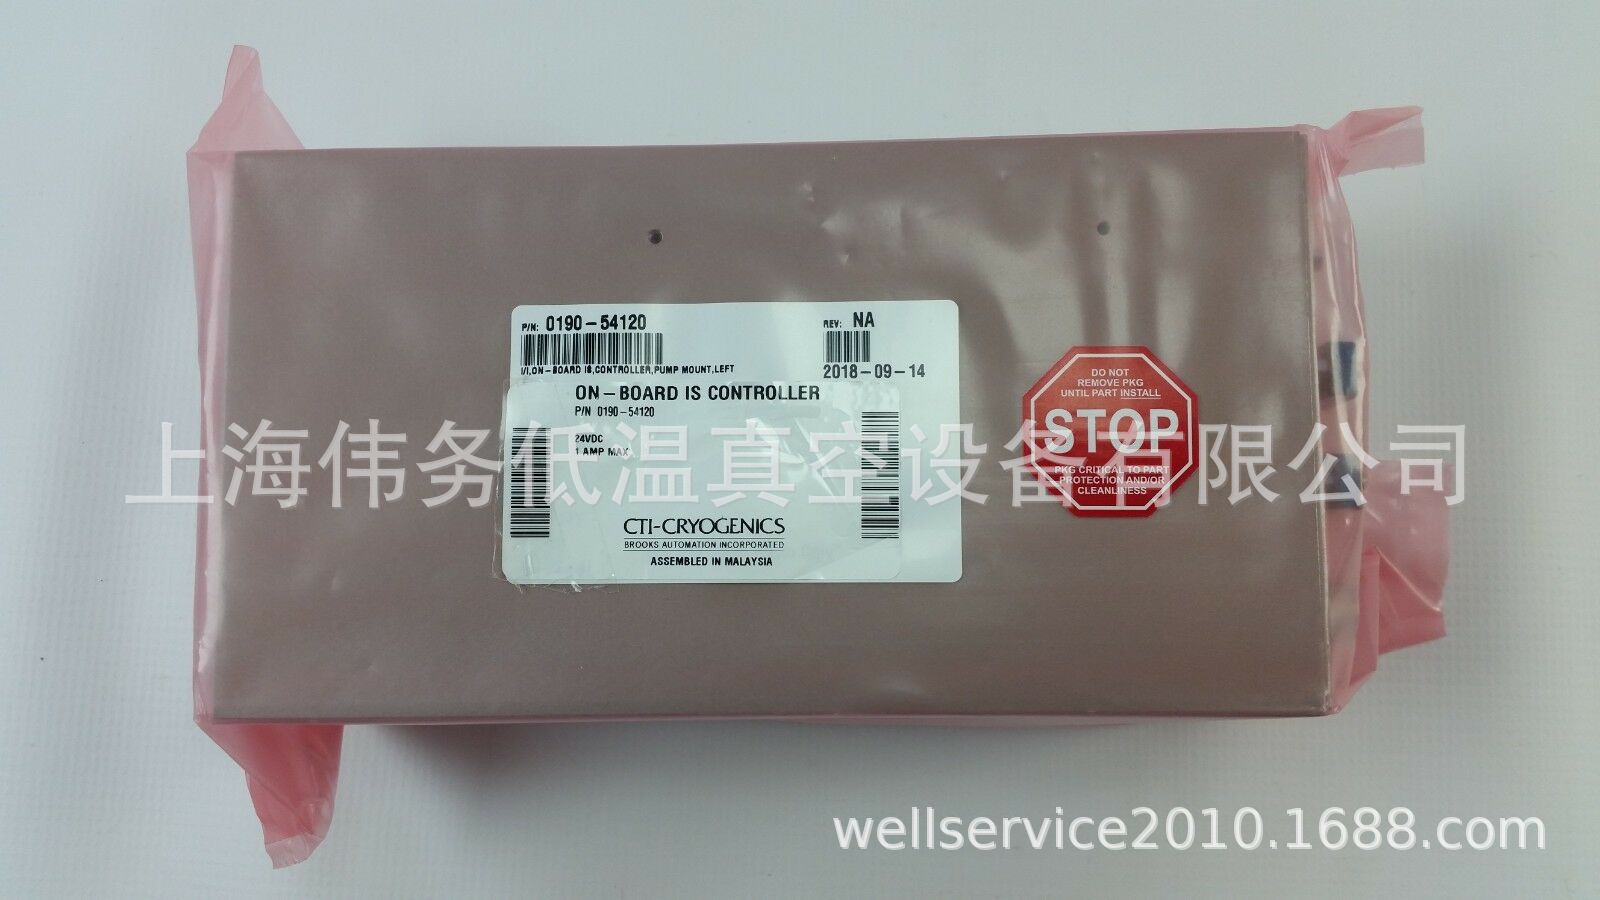 P/N: 0190-54120
REV: NA
I/I,ON-BOARD IS,CONTROLLER,PUMP MOUNT,LEFT
2018-09-14
ON-BOARD IS CONTROLLER
P/N 0190-54120
24VDC
1 AMP MAX
CTI-CRYOGENICS
BROOKS AUTOMATION INCORPORATED
ASSEMBLED IN MALAYSIA
DO NOT
REMOVE PKG
UNTIL PART INSTALL
STOP
PKG CRITICAL TO PART
PROTECTION AND/OR
CLEANLINESS
上海伟务低温真空设备有限公司
wellservice2010.1688.com